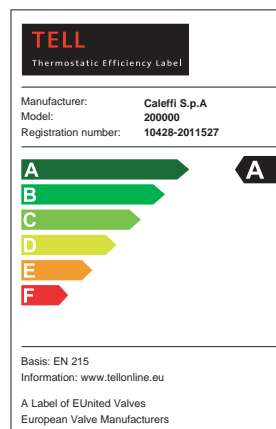 TELL
Thermostatic Efficiency Label
Manufacturer: Caleffi S.p.A
Model: 200000
Registration number: 10428-2011527
A A
B
C
D
E
F
Basis: EN 215
Information: www.tellonline.eu
A Label of EUnited Valves
European Valve Manufacturers